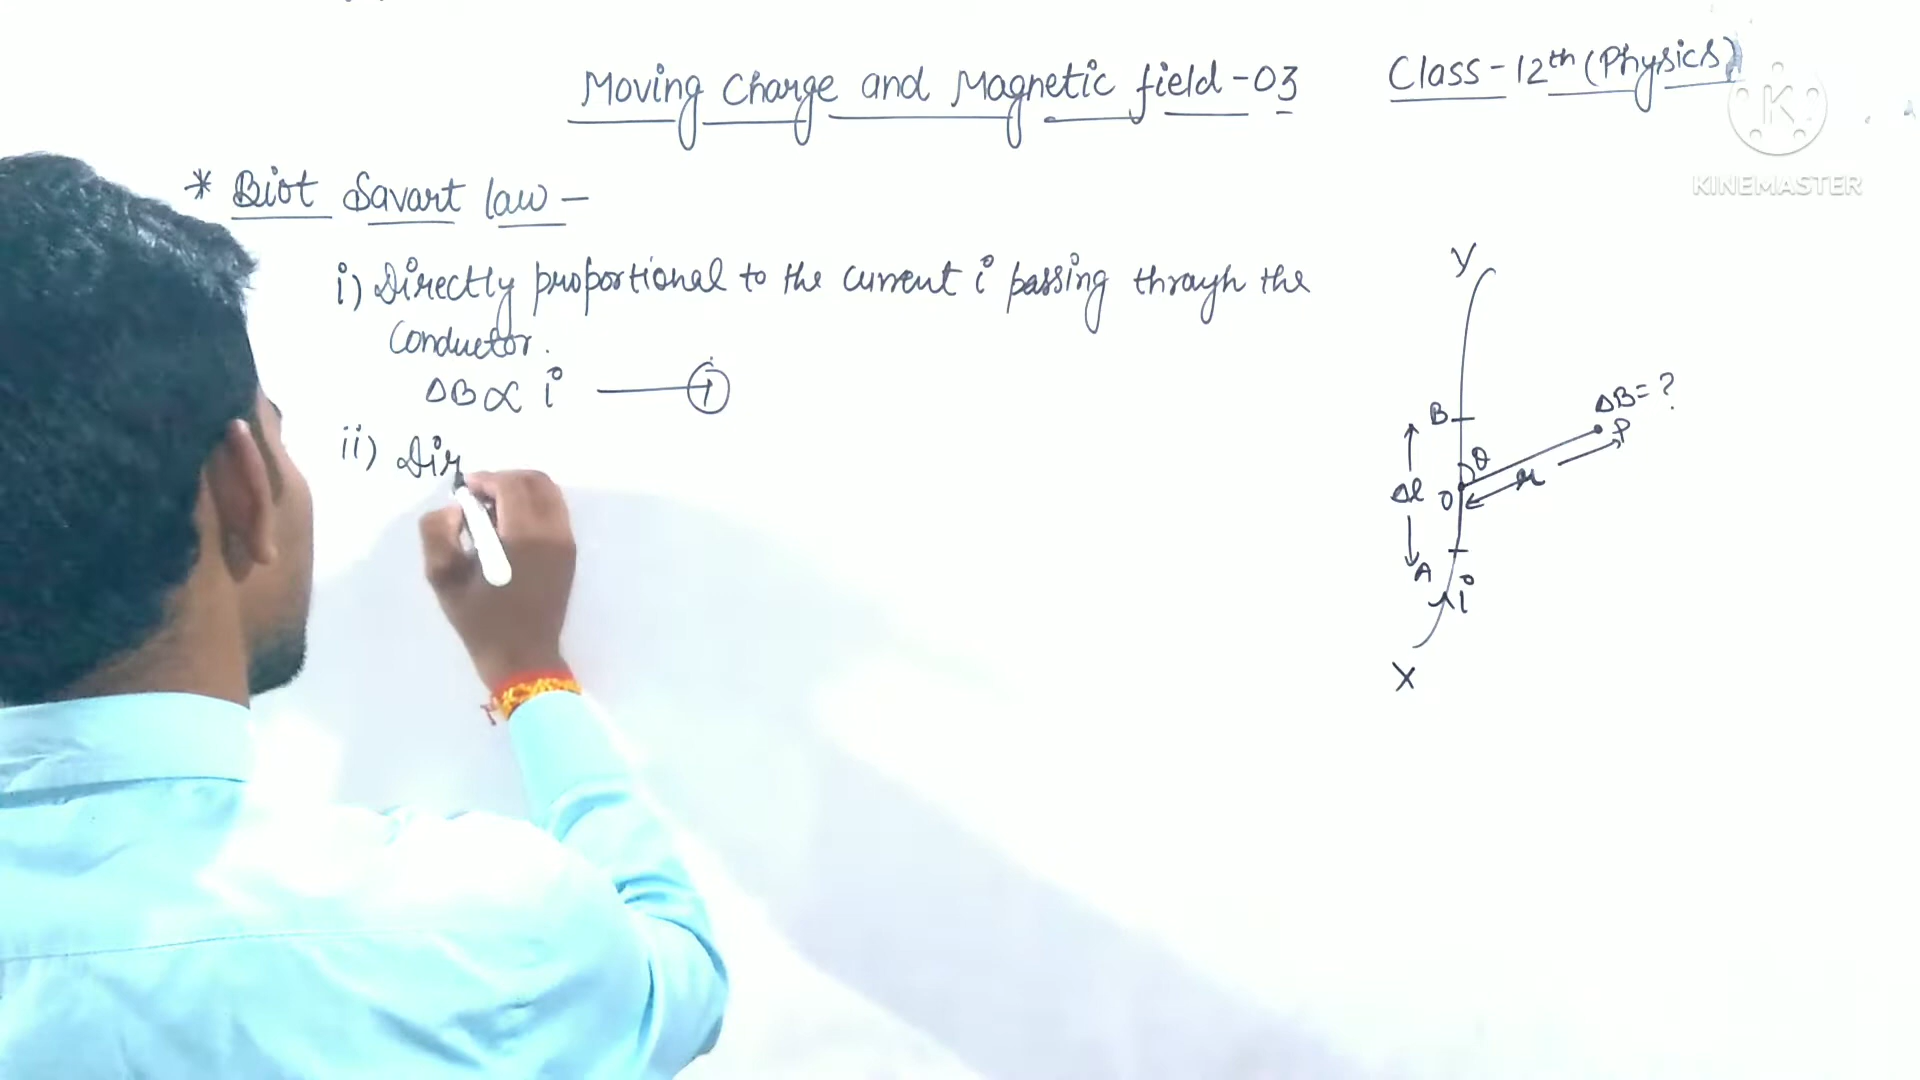 Moving Charge and Magnetic field-03
Class-12th (Physics)
KINEMASTER
* Biot Savart law -
i) Directly proportional to the current i passing through the
Conductor.
ΔB ∝ i —— 1
ii) Dir
Y
B
ΔB=?
P
θ
r
Δl
O
A
i
X